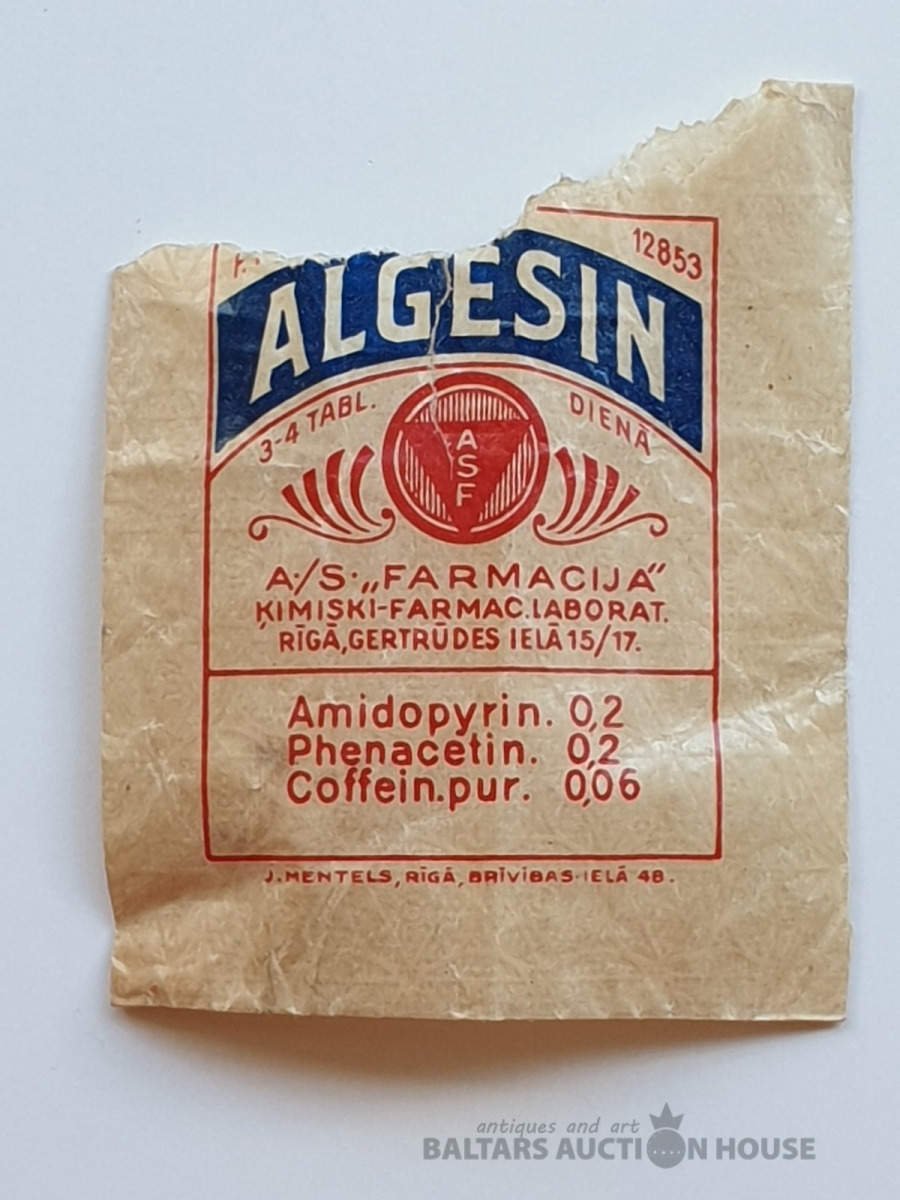 12853
ALGESIN
3-4 TABL. DIENĀ
ASF
A./S. „FARMACIJA"
ĶIMISKI-FARMAC.LABORAT.
RĪGĀ, GERTRŪDES IELĀ 15/17.
Amidopyrin. 0,2
Phenacetin. 0,2
Coffein.pur. 0,06
J.MENTELS, RĪGĀ, BRĪVĪBAS IELĀ 48.
antiques and art
BALTARS AUCTION HOUSE